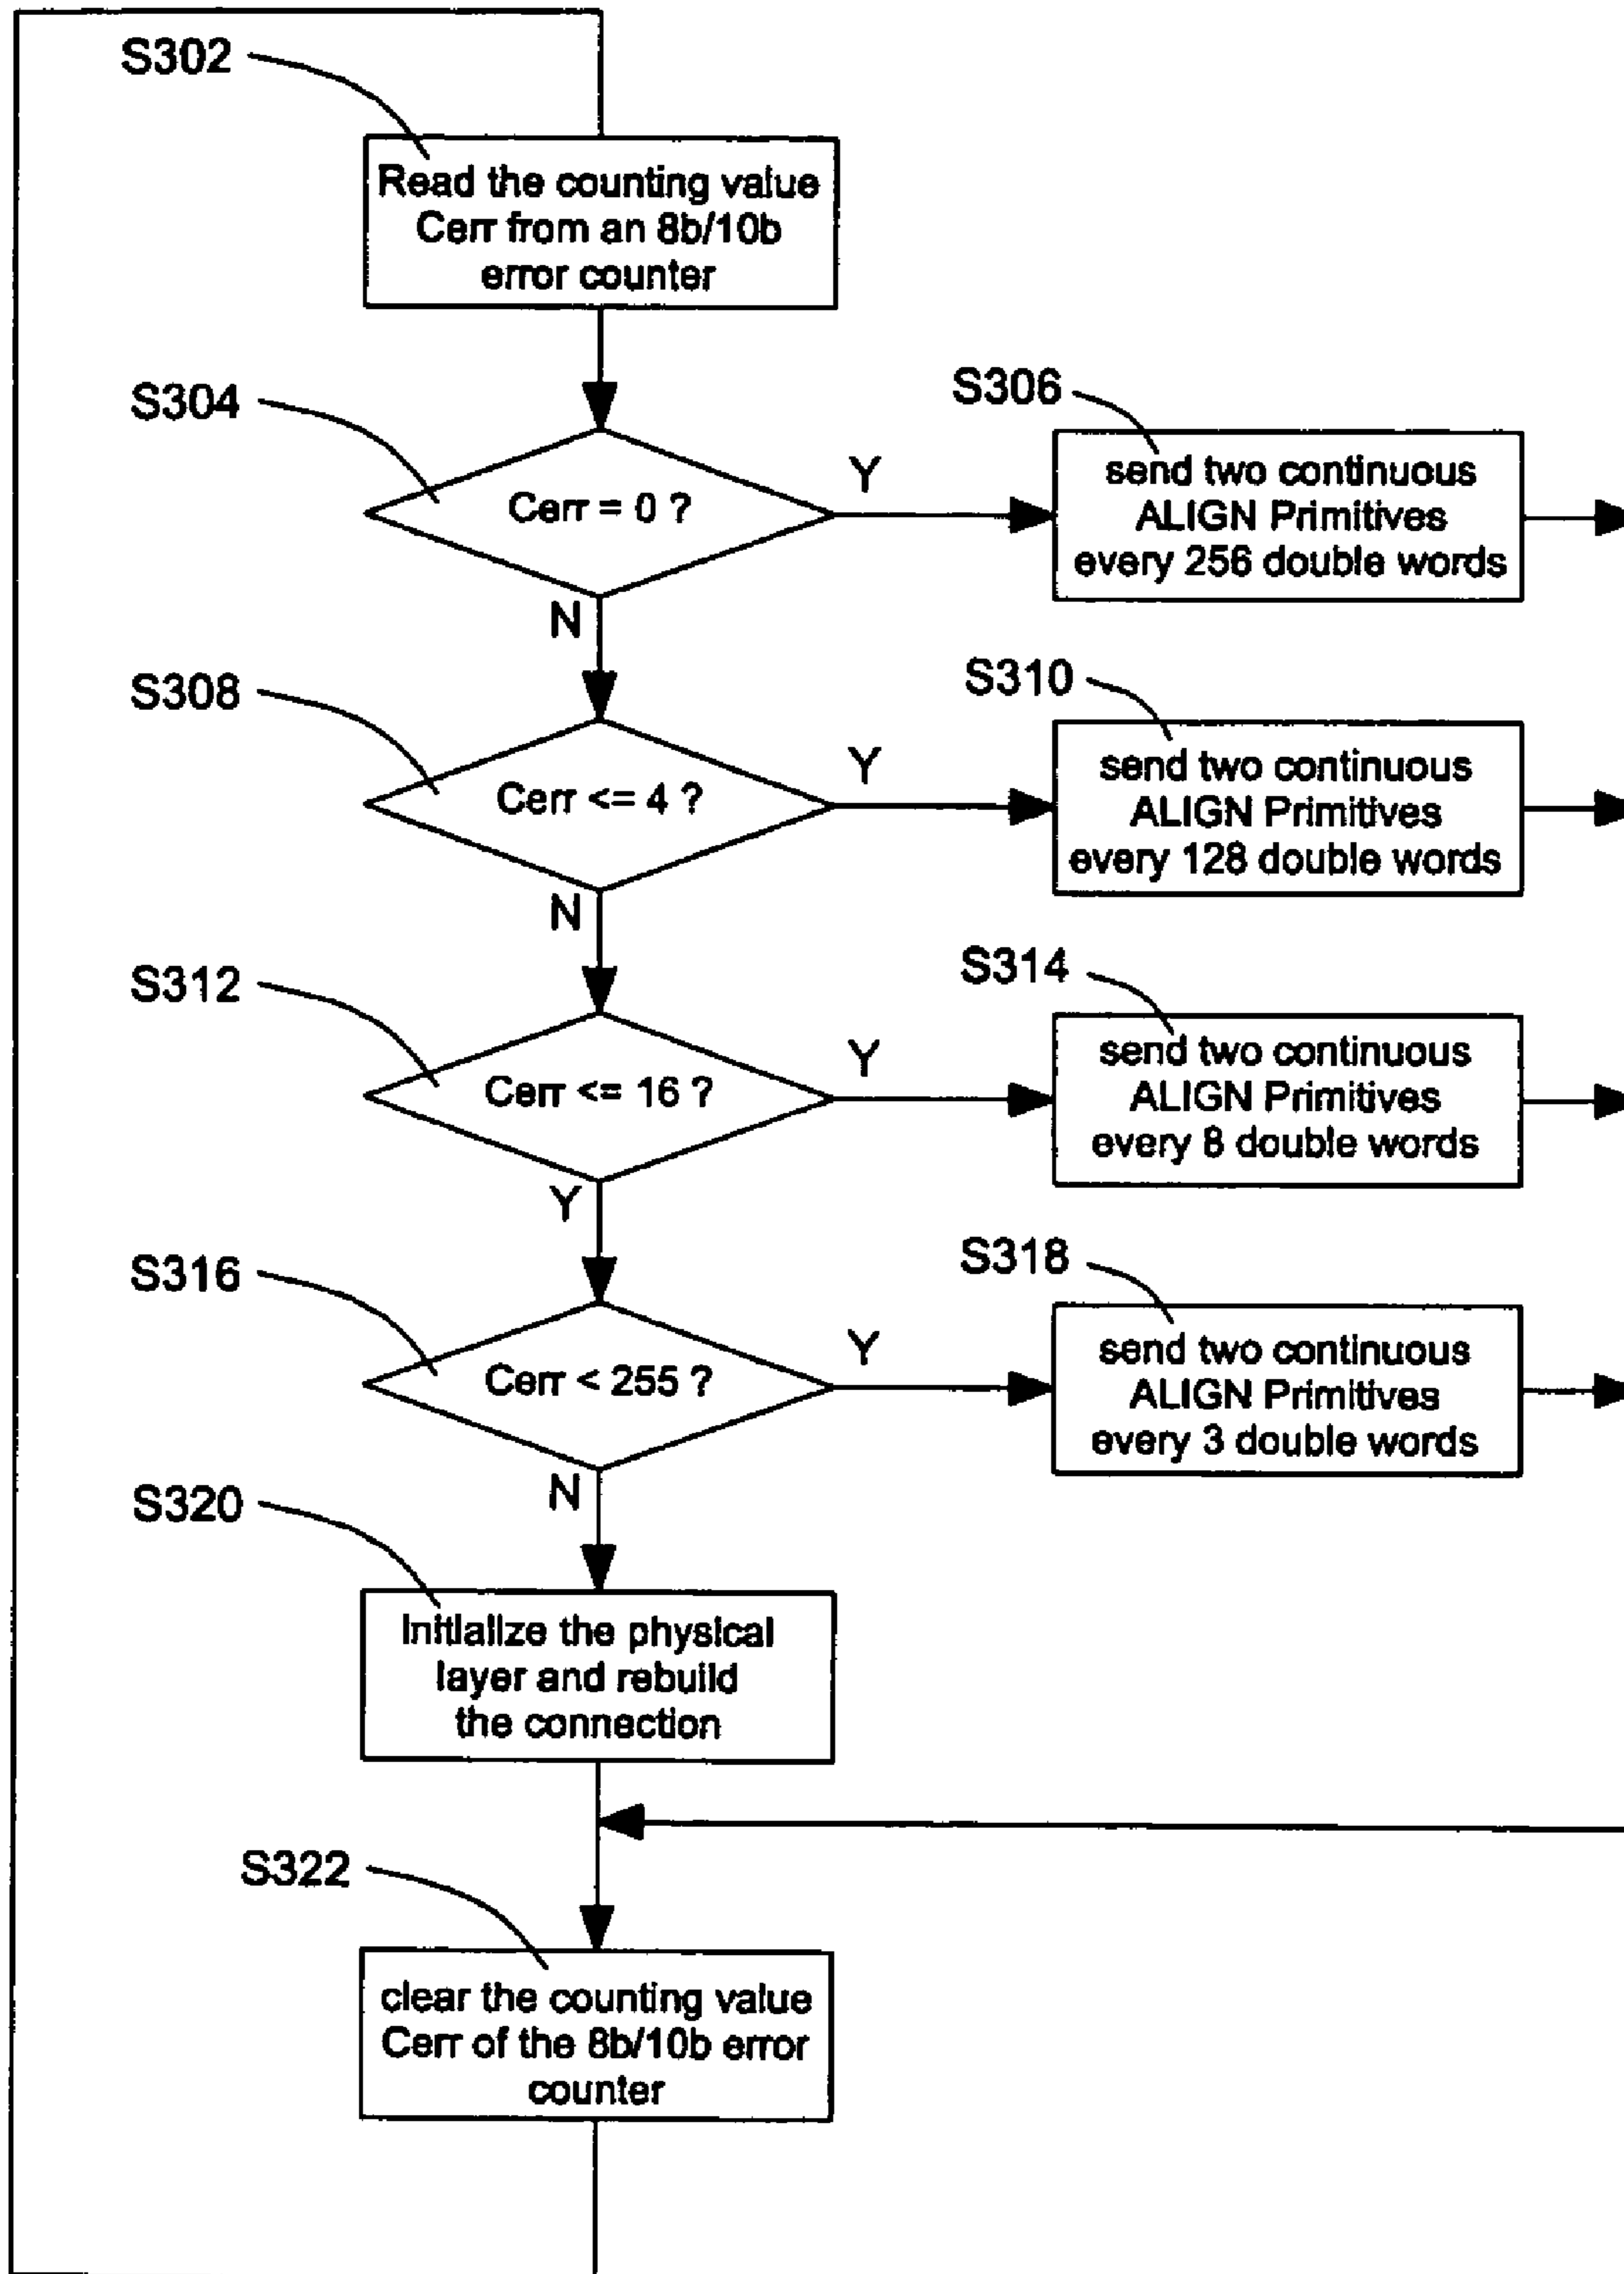 S302
Read the counting value
Cerr from an 8b/10b
error counter
S304
Cerr = 0 ?
Y
N
S306
send two continuous
ALIGN Primitives
every 256 double words
S308
Cerr <= 4 ?
Y
N
S310
send two continuous
ALIGN Primitives
every 128 double words
S312
Cerr <= 16 ?
Y
Y
S314
send two continuous
ALIGN Primitives
every 8 double words
S316
Cerr < 255 ?
Y
N
S318
send two continuous
ALIGN Primitives
every 3 double words
S320
Initialize the physical
layer and rebuild
the connection
S322
clear the counting value
Cerr of the 8b/10b error
counter